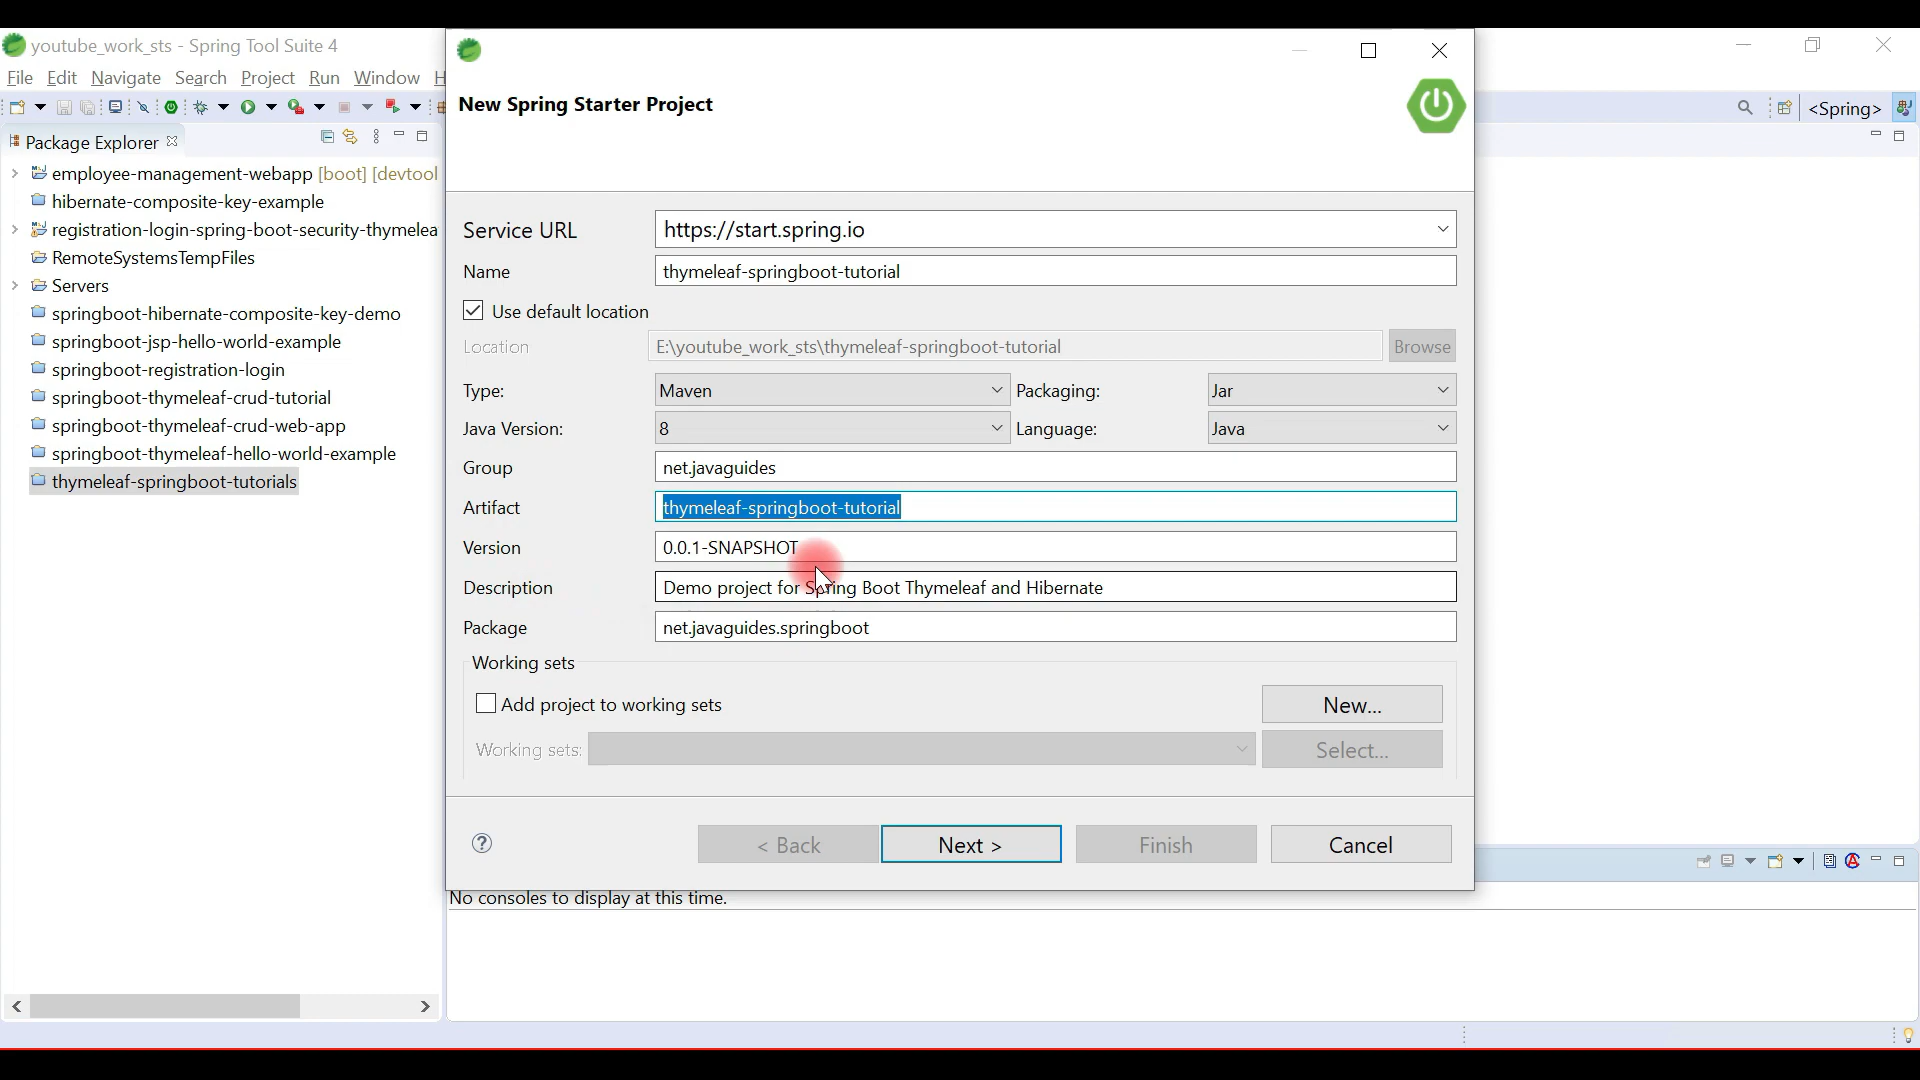 youtube_work_sts - Spring Tool Suite 4
File Edit Navigate Search Project Run Window H
<Spring>
Package Explorer
employee-management-webapp [boot] [devtool
hibernate-composite-key-example
registration-login-spring-boot-security-thymelea
RemoteSystemsTempFiles
Servers
springboot-hibernate-composite-key-demo
springboot-jsp-hello-world-example
springboot-registration-login
springboot-thymeleaf-crud-tutorial
springboot-thymeleaf-crud-web-app
springboot-thymeleaf-hello-world-example
thymeleaf-springboot-tutorials
New Spring Starter Project
Service URL https://start.spring.io
Name thymeleaf-springboot-tutorial
Use default location
Location E:\youtube_work_sts\thymeleaf-springboot-tutorial Browse
Type: Maven Packaging: Jar
Java Version: 8 Language: Java
Group net.javaguides
Artifact thymeleaf-springboot-tutorial
Version 0.0.1-SNAPSHOT
Description Demo project for Spring Boot Thymeleaf and Hibernate
Package net.javaguides.springboot
Working sets
Add project to working sets New...
Working sets: Select...
? < Back Next > Finish Cancel
No consoles to display at this time.